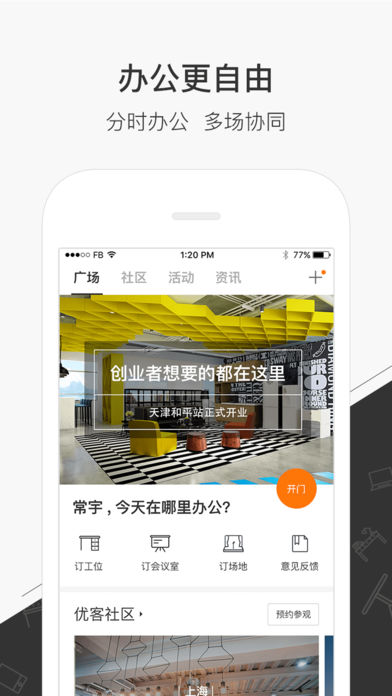 办公更自由
分时办公 多场协同
FB 1:20 PM 77%
广场 社区 活动 资讯
创业者想要的都在这里
天津和平站正式开业
开门
常宇，今天在哪里办公?
订工位 订会议室 订场地 意见反馈
优客社区 预约参观
上海